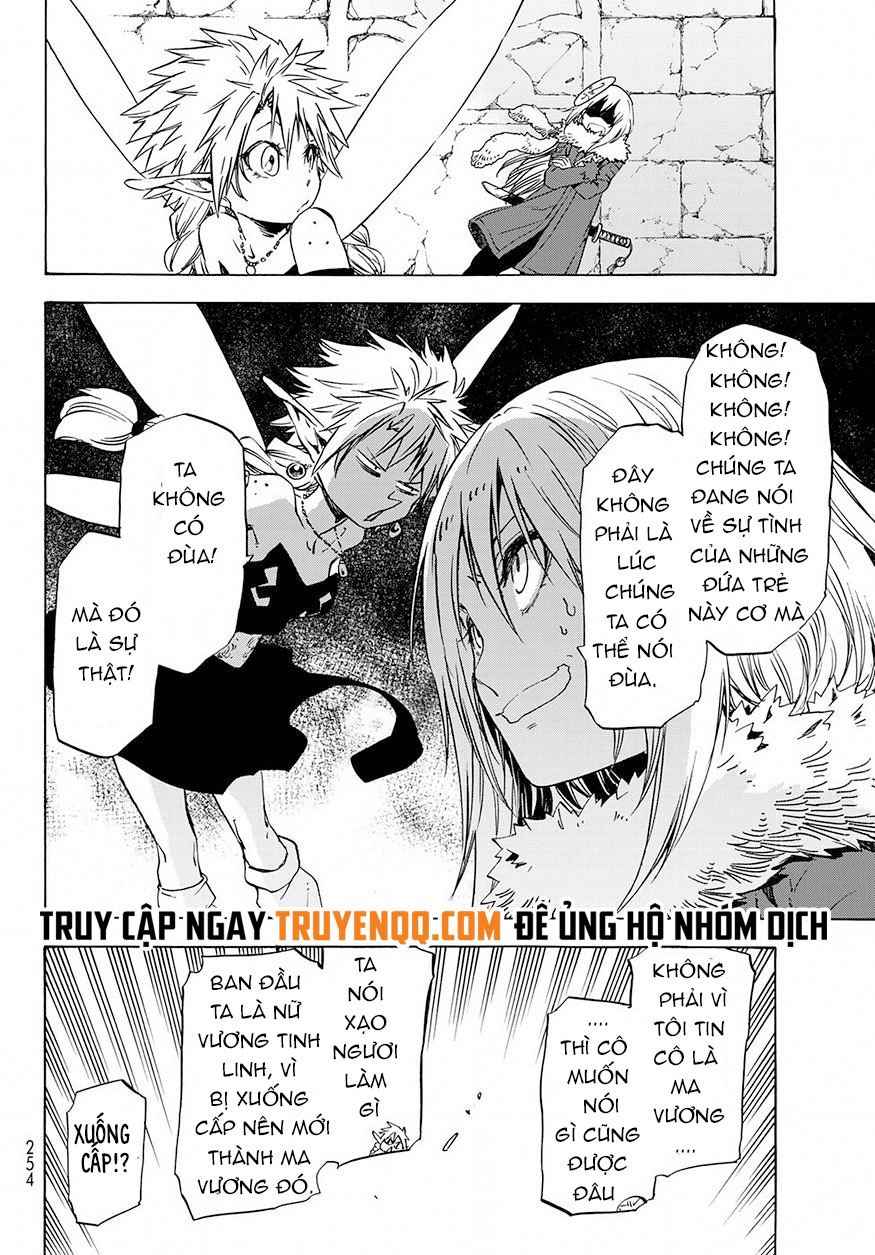 KHÔNG!
KHÔNG!
KHÔNG!
KHÔNG!
CHÚNG TA
ĐANG NÓI
VỀ SỰ TÌNH
CỦA NHỮNG
ĐỨA TRẺ
NÀY CƠ MÀ
ĐÂY
KHÔNG
PHẢI LÀ
LÚC
CHÚNG
TA CÓ
THỂ NÓI
ĐÙA.
TA
KHÔNG
CÓ
ĐÙA!
MÀ ĐÓ
LÀ SỰ
THẬT!
TRUY CẬP NGAY TRUYENQQ.COM ĐỂ ỦNG HỘ NHÓM DỊCH
KHÔNG
PHẢI VÌ
TÔI TIN
CÔ LÀ
MA
VƯƠNG
....
....
THÌ CÔ
MUỐN
NÓI
GÌ CŨNG
ĐƯỢC
ĐÂU
TA
NÓI
XẠO
NGƯƠI
LÀM
GÌ
BAN ĐẦU
TA LÀ NỮ
VƯƠNG TINH
LINH, VÌ
BỊ XUỐNG
CẤP NÊN MỚI
THÀNH MA
VƯƠNG ĐÓ.
XUỐNG
CẤP!?
254